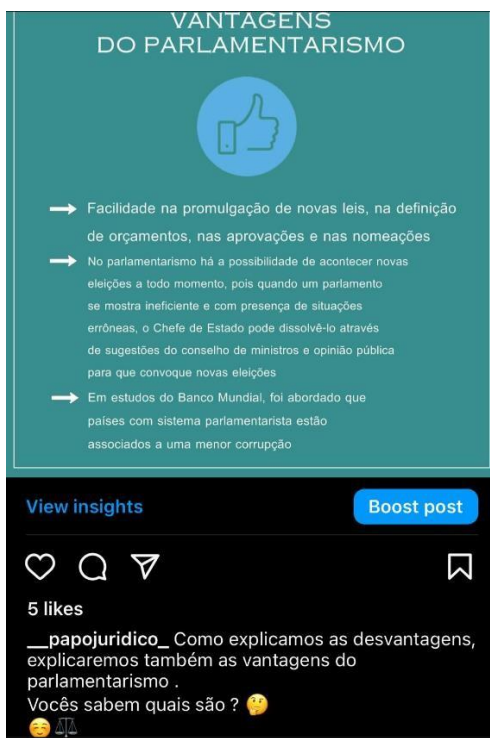 VANTAGENS
DO PARLAMENTARISMO
Facilidade na promulgação de novas leis, na definição
de orçamentos, nas aprovações e nas nomeações
No parlamentarismo há a possibilidade de acontecer novas
eleições a todo momento, pois quando um parlamento
se mostra ineficiente e com presença de situações
errôneas, o Chefe de Estado pode dissolvê-lo através
de sugestões do conselho de ministros e opinião pública
para que convoque novas eleições
Em estudos do Banco Mundial, foi abordado que
países com sistema parlamentarista estão
associados a uma menor corrupção
View insights
Boost post
5 likes
__papojuridico_ Como explicamos as desvantagens,
explicaremos também as vantagens do
parlamentarismo .
Vocês sabem quais são ? 🤔
☺️⚖️